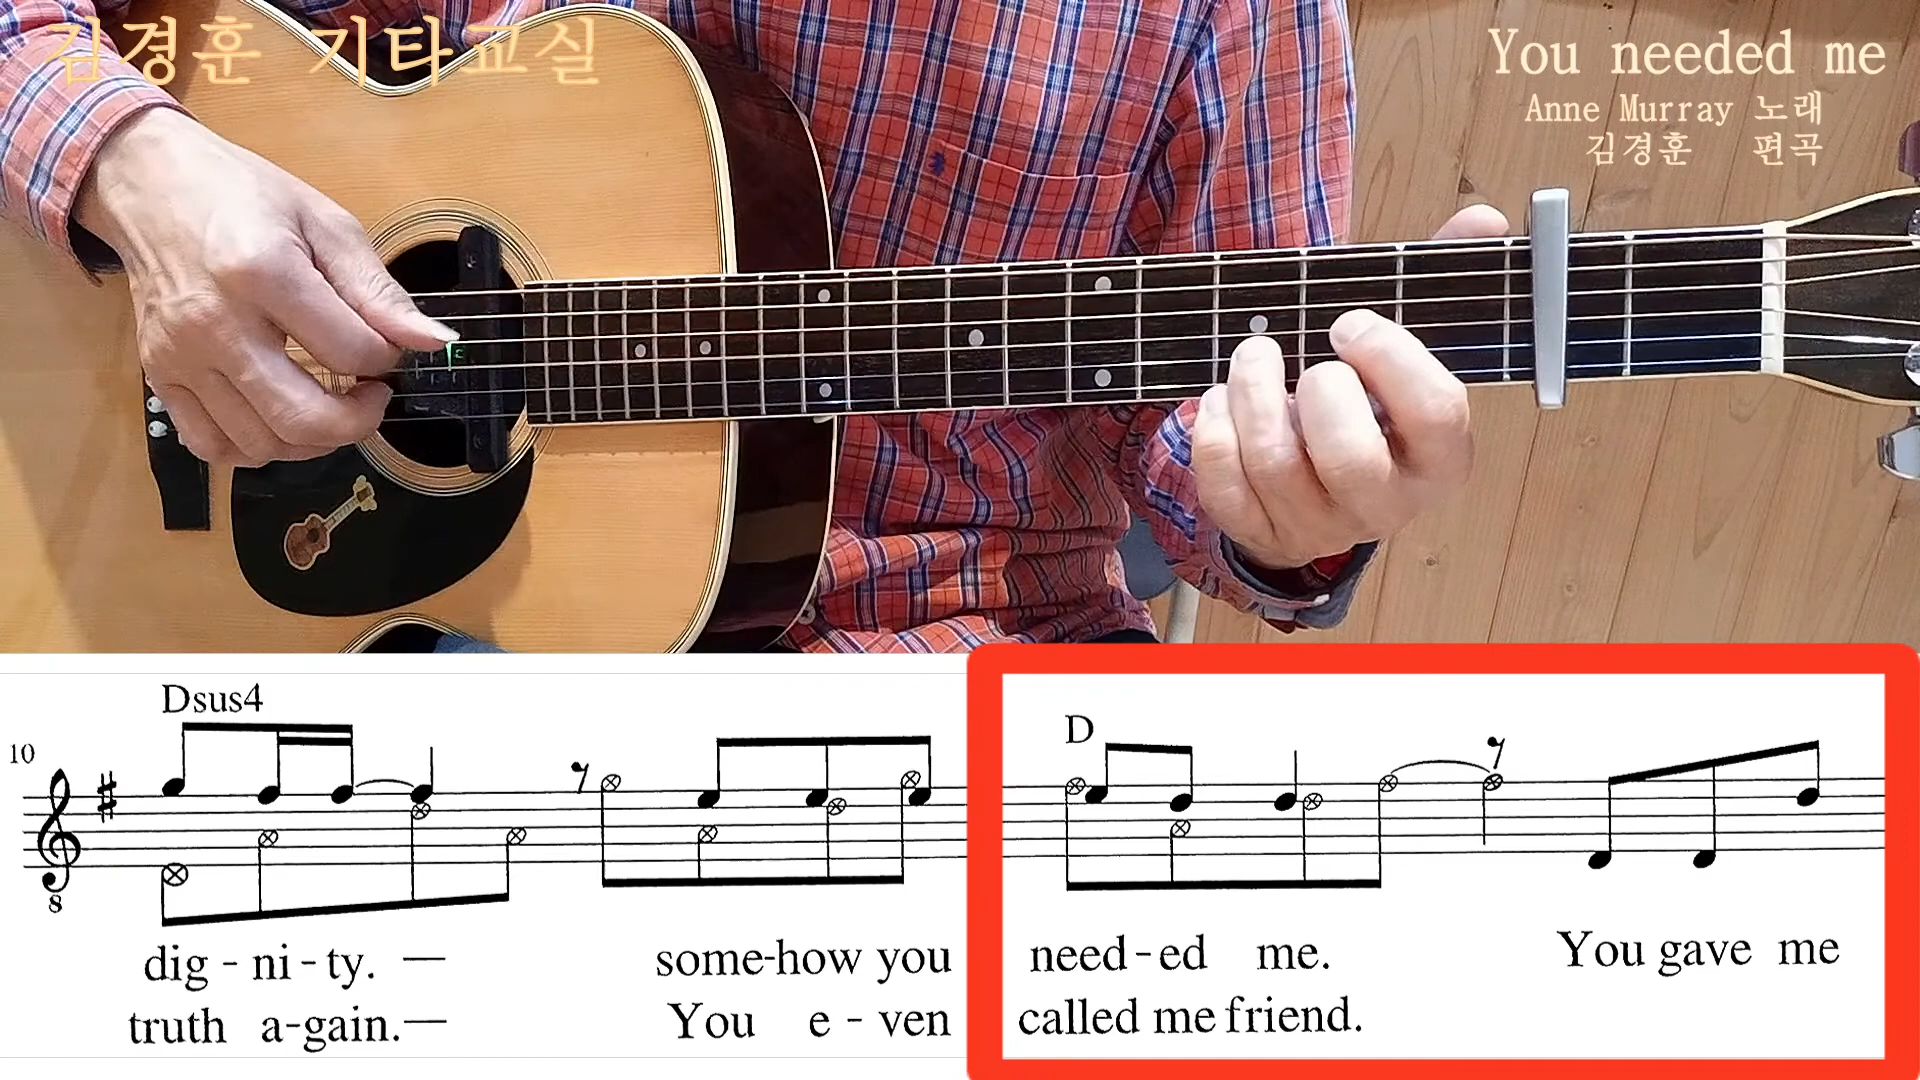 김경훈 기타교실
You needed me
Anne Murray 노래
김경훈 편곡
Dsus4
D
10
8
dig - ni - ty. — some-how you need-ed me. You gave me
truth a-gain.— You e - ven called me friend.